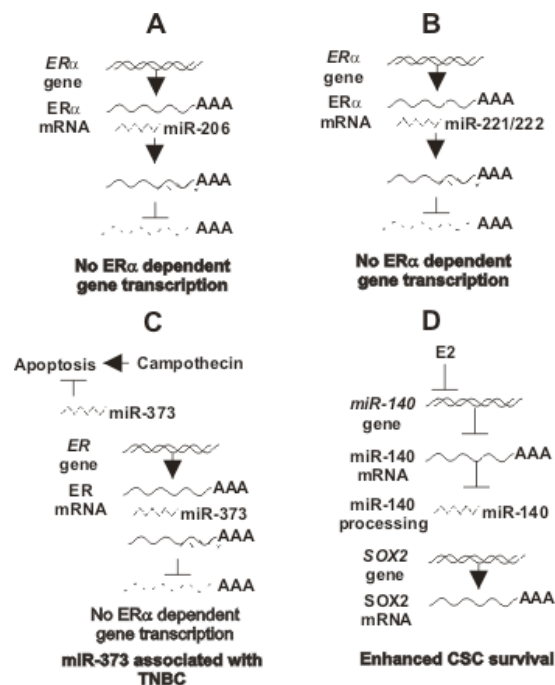 A
ERα
gene
ERα
mRNA
AAA
miR-206
AAA
AAA
No ERα dependent
gene transcription
B
ERα
gene
ERα
mRNA
AAA
miR-221/222
AAA
AAA
No ERα dependent
gene transcription
C
Apoptosis
Campothecin
miR-373
ER
gene
ER
mRNA
AAA
miR-373
AAA
AAA
No ERα dependent
gene transcription
miR-373 associated with
TNBC
D
E2
miR-140
gene
miR-140
mRNA
AAA
miR-140
processing
miR-140
SOX2
gene
SOX2
mRNA
AAA
Enhanced CSC survival